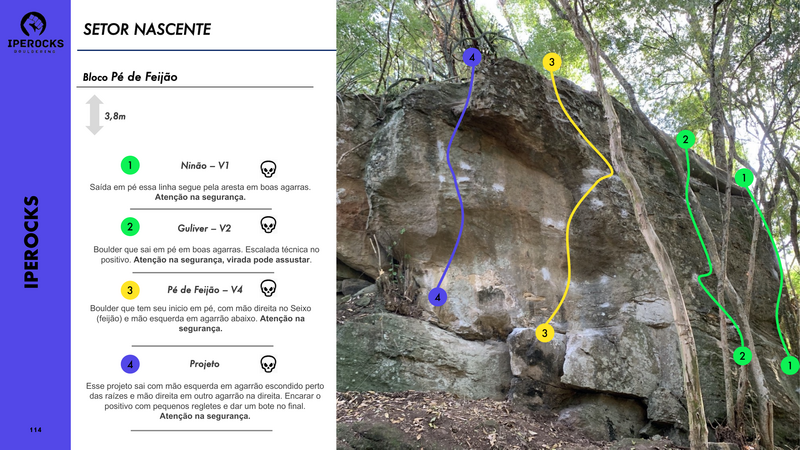 IPEROCKS
BOULDERING
SETOR NASCENTE
Bloco Pé de Feijão
3,8m
1 Ninão – V1
Saída em pé essa linha segue pela aresta em boas agarras.
Atenção na segurança.
2 Guliver – V2
Boulder que sai em pé em boas agarras. Escalada técnica no
positivo. Atenção na segurança, virada pode assustar.
3 Pé de Feijão – V4
Boulder que tem seu inicio em pé, com mão direita no Seixo
(feijão) e mão esquerda em agarrão abaixo. Atenção na
segurança.
4 Projeto
Esse projeto sai com mão esquerda em agarrão escondido perto
das raízes e mão direita em outro agarrão na direita. Encarar o
positivo com pequenos regletes e dar um bote no final.
Atenção na segurança.
IPEROCKS
114
4
3
2
1
4
3
2
1